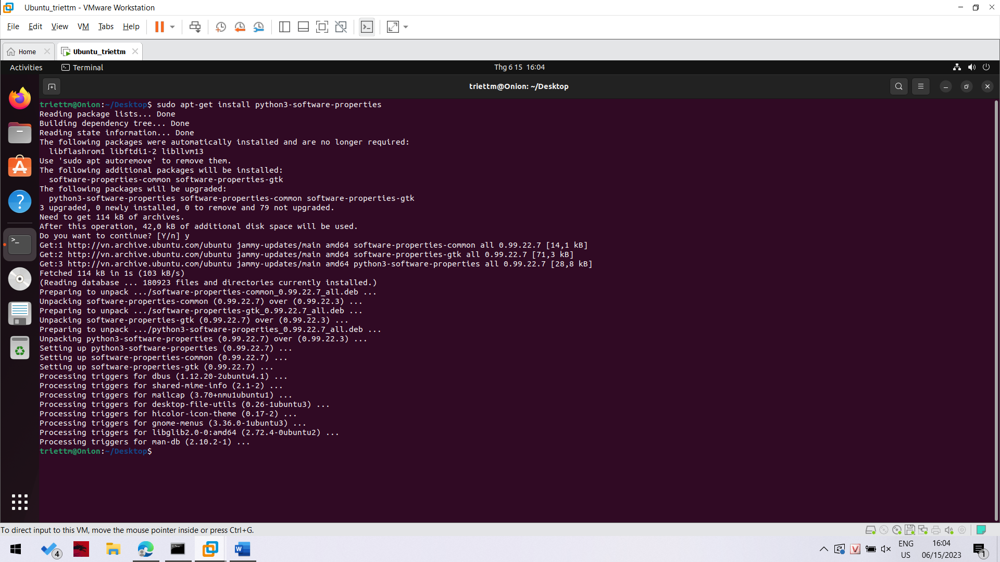 Ubuntu_triettm - VMware Workstation
File Edit View VM Tabs Help
Home Ubuntu_triettm
Activities Terminal Thg 6 15 16:04
triettm@Onion: ~/Desktop
triettm@Onion:~/Desktop$ sudo apt-get install python3-software-properties
Reading package lists... Done
Building dependency tree... Done
Reading state information... Done
The following packages were automatically installed and are no longer required:
libflashrom1 libftdi1-2 libllvm13
Use 'sudo apt autoremove' to remove them.
The following additional packages will be installed:
software-properties-common software-properties-gtk
The following packages will be upgraded:
python3-software-properties software-properties-common software-properties-gtk
3 upgraded, 0 newly installed, 0 to remove and 79 not upgraded.
Need to get 114 kB of archives.
After this operation, 42,0 kB of additional disk space will be used.
Do you want to continue? [Y/n] y
Get:1 http://vn.archive.ubuntu.com/ubuntu jammy-updates/main amd64 software-properties-common all 0.99.22.7 [14,1 kB]
Get:2 http://vn.archive.ubuntu.com/ubuntu jammy-updates/main amd64 software-properties-gtk all 0.99.22.7 [71,3 kB]
Get:3 http://vn.archive.ubuntu.com/ubuntu jammy-updates/main amd64 python3-software-properties all 0.99.22.7 [28,8 kB]
Fetched 114 kB in 1s (103 kB/s)
(Reading database ... 180923 files and directories currently installed.)
Preparing to unpack .../software-properties-common_0.99.22.7_all.deb ...
Unpacking software-properties-common (0.99.22.7) over (0.99.22.3) ...
Preparing to unpack .../software-properties-gtk_0.99.22.7_all.deb ...
Unpacking software-properties-gtk (0.99.22.7) over (0.99.22.3) ...
Preparing to unpack .../python3-software-properties_0.99.22.7_all.deb ...
Unpacking python3-software-properties (0.99.22.7) over (0.99.22.3) ...
Setting up python3-software-properties (0.99.22.7) ...
Setting up software-properties-common (0.99.22.7) ...
Setting up software-properties-gtk (0.99.22.7) ...
Processing triggers for dbus (1.12.20-2ubuntu4.1) ...
Processing triggers for shared-mime-info (2.1-2) ...
Processing triggers for mailcap (3.70+nmu1ubuntu1) ...
Processing triggers for desktop-file-utils (0.26-1ubuntu3) ...
Processing triggers for hicolor-icon-theme (0.17-2) ...
Processing triggers for gnome-menus (3.36.0-1ubuntu3) ...
Processing triggers for libglib2.0-0:amd64 (2.72.4-0ubuntu2) ...
Processing triggers for man-db (2.10.2-1) ...
triettm@Onion:~/Desktop$
To direct input to this VM, move the mouse pointer inside or press Ctrl+G.
4
ENG
US
16:04
06/15/2023
1